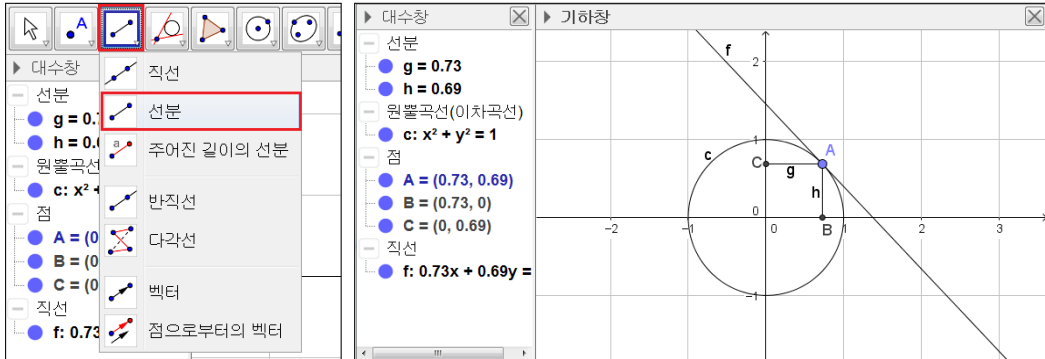 A
▶ 대수창
선분
g = 0.7
h = 0.6
원뿔곡선
c: x² +
점
A = (0
B = (0
C = (0
직선
f: 0.73
직선
선분
a
주어진 길이의 선분
반직선
다각선
벡터
점으로부터의 벡터
▶ 대수창
선분
g = 0.73
h = 0.69
원뿔곡선(이차곡선)
c: x² + y² = 1
점
A = (0.73, 0.69)
B = (0.73, 0)
C = (0, 0.69)
직선
f: 0.73x + 0.69y =
▶ 기하창
f
2
1
A
c
C
g
h
0
-2
-1
0
B
1
2
3
-1